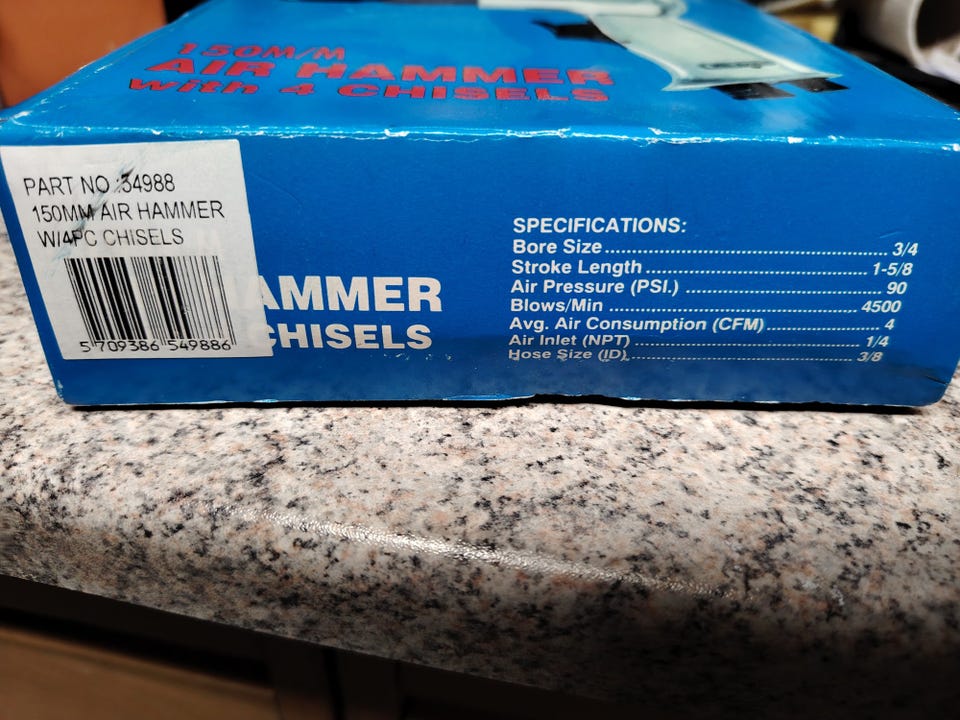 150M/M
AIR HAMMER
with 4 CHISELS
PART NO.:54988
150MM AIR HAMMER
W/4PC CHISELS
5 709386 549886
AMMER
CHISELS
SPECIFICATIONS:
Bore Size 3/4
Stroke Length 1-5/8
Air Pressure (PSI.) 90
Blows/Min 4500
Avg. Air Consumption (CFM) 4
Air Inlet (NPT) 1/4
Hose Size (ID) 3/8